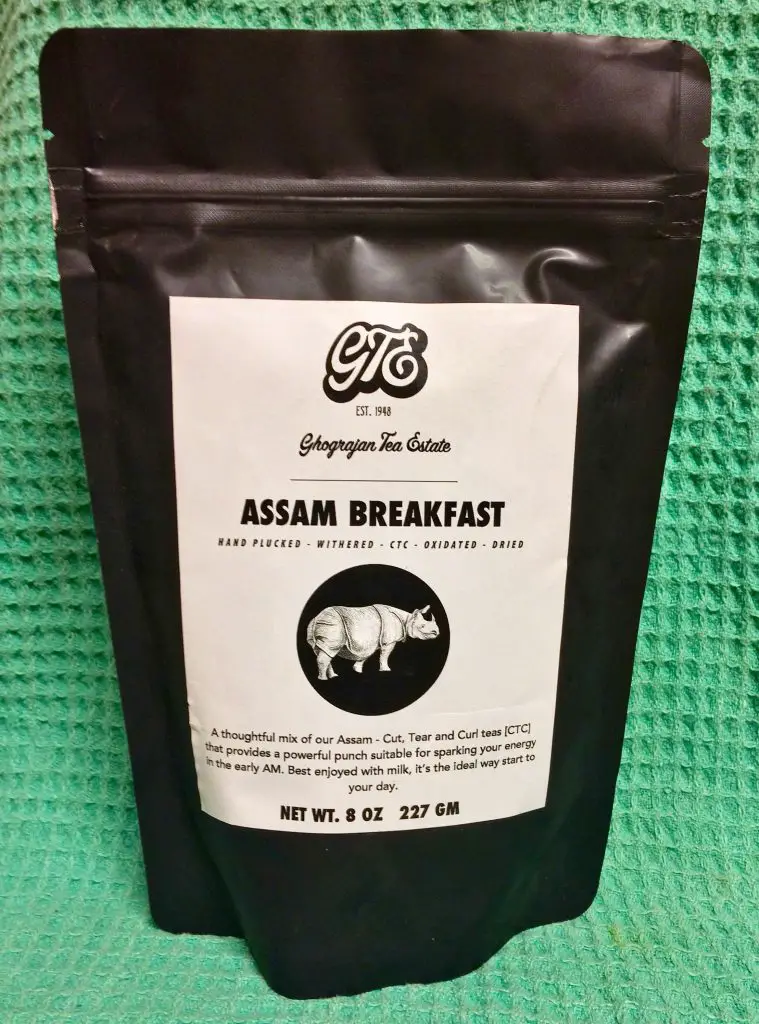 GTE
EST. 1948
Ghograjan Tea Estate
ASSAM BREAKFAST
HAND PLUCKED - WITHERED - CTC - OXIDATED - DRIED
A thoughtful mix of our Assam - Cut, Tear and Curl teas [CTC]
that provides a powerful punch suitable for sparking your energy
in the early AM. Best enjoyed with milk, it's the ideal way start to
your day.
NET WT. 8 OZ 227 GM